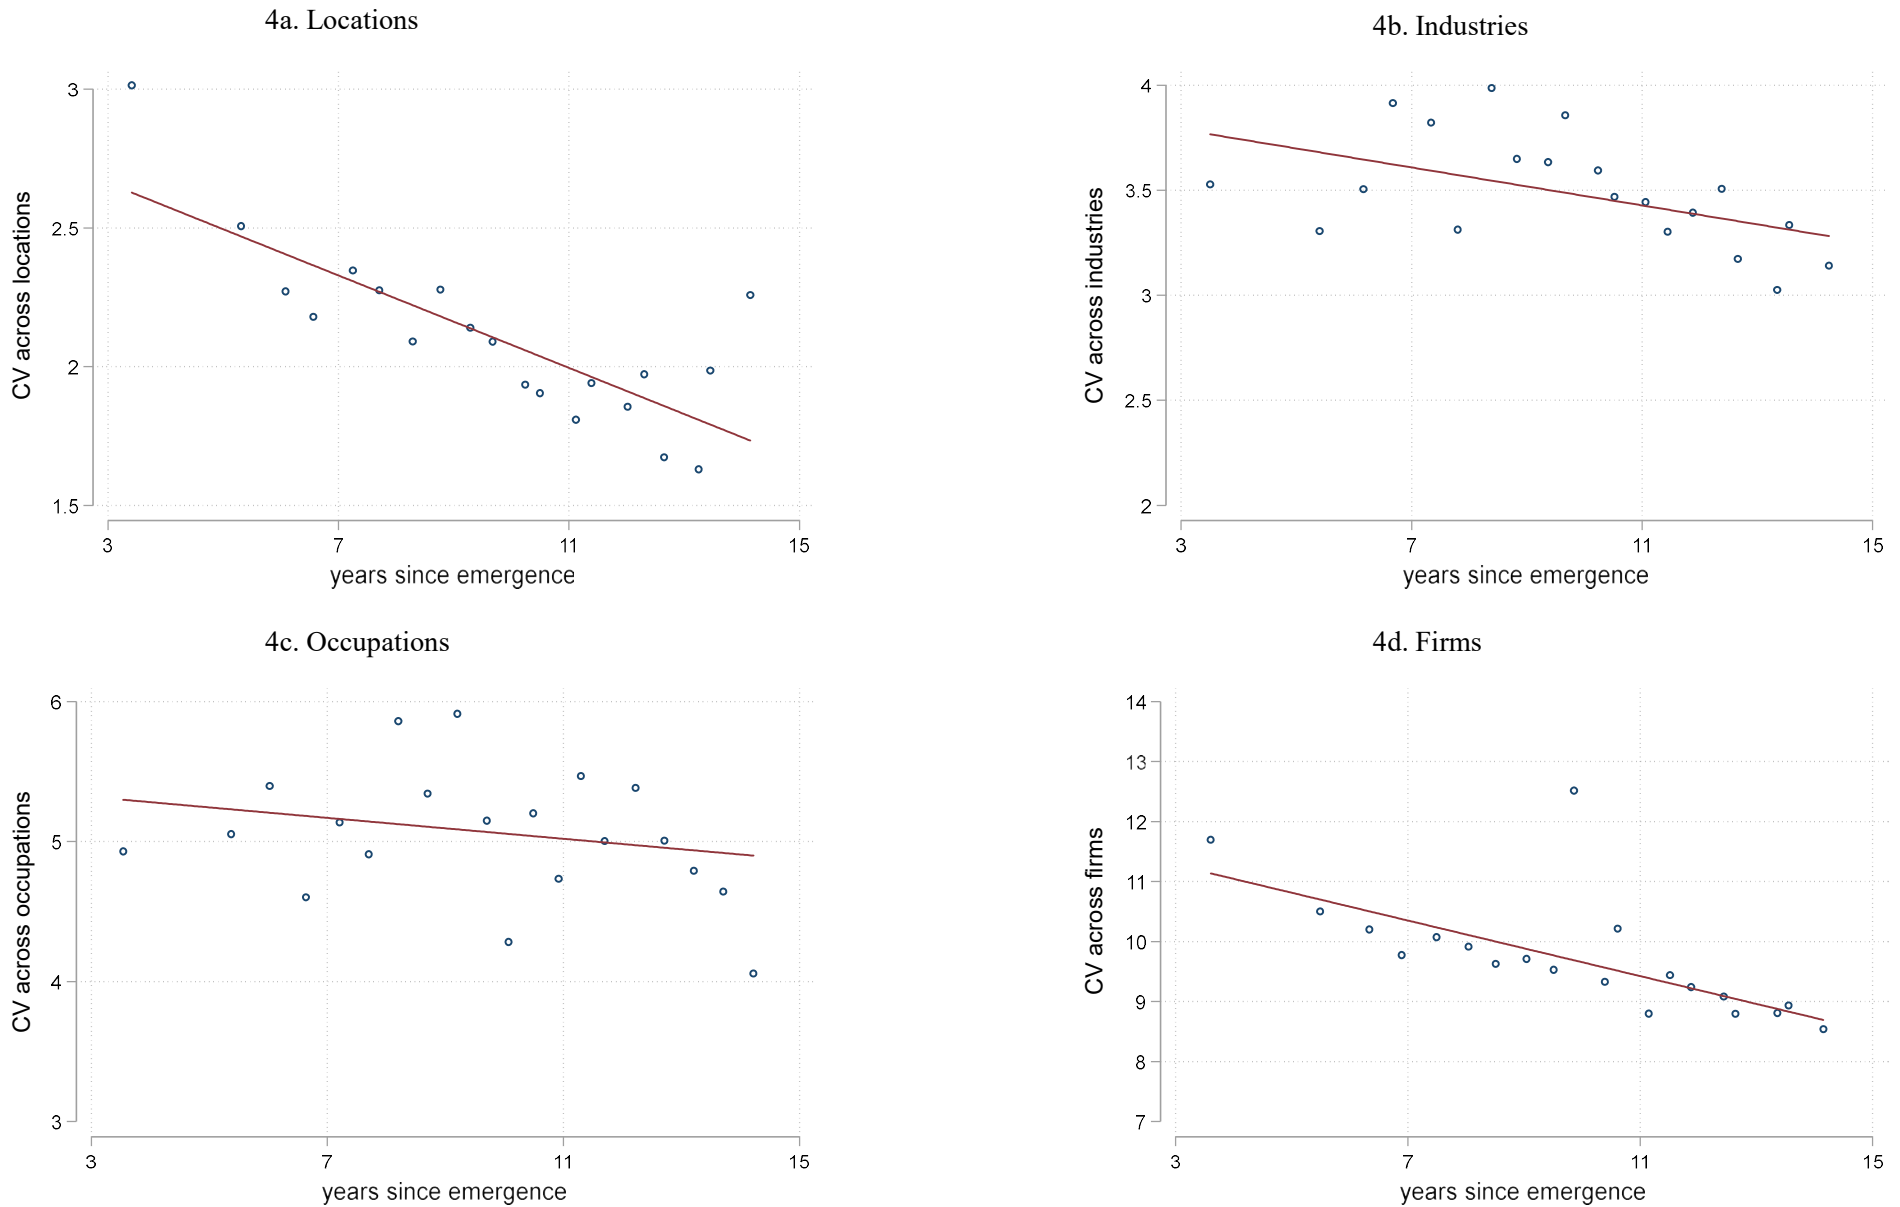 4a. Locations
CV across locations
3
2.5
2
1.5
3 7 11 15
years since emergence
4b. Industries
CV across industries
4
3.5
3
2.5
2
3 7 11 15
years since emergence
4c. Occupations
CV across occupations
6
5
4
3
3 7 11 15
years since emergence
4d. Firms
CV across firms
14
13
12
11
10
9
8
7
3 7 11 15
years since emergence